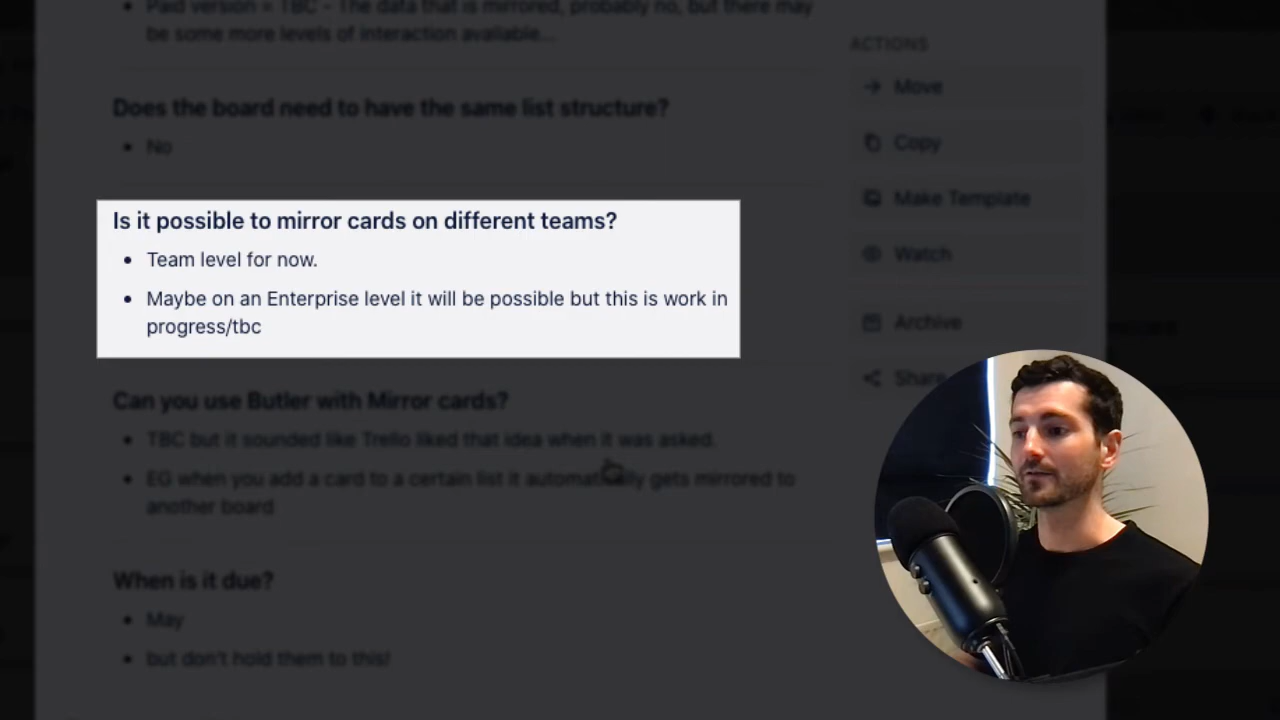 Paid version = TBC - The data that is mirrored, probably no, but there may
be some more levels of interaction available...
ACTIONS
Move
Does the board need to have the same list structure?
Copy
No
Make Template
Is it possible to mirror cards on different teams?
Team level for now.
Watch
Maybe on an Enterprise level it will be possible but this is work in
progress/tbc
Archive
Share
Can you use Butler with Mirror cards?
TBC but it sounded like Trello liked that idea when it was asked.
EG when you add a card to a certain list it automatically gets mirrored to
another board
When is it due?
May
but don't hold them to this!